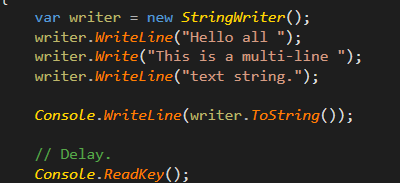 {
var writer = new StringWriter();
writer.WriteLine("Hello all ");
writer.Write("This is a multi-line ");
writer.WriteLine("text string.");
Console.WriteLine(writer.ToString());
// Delay.
Console.ReadKey();